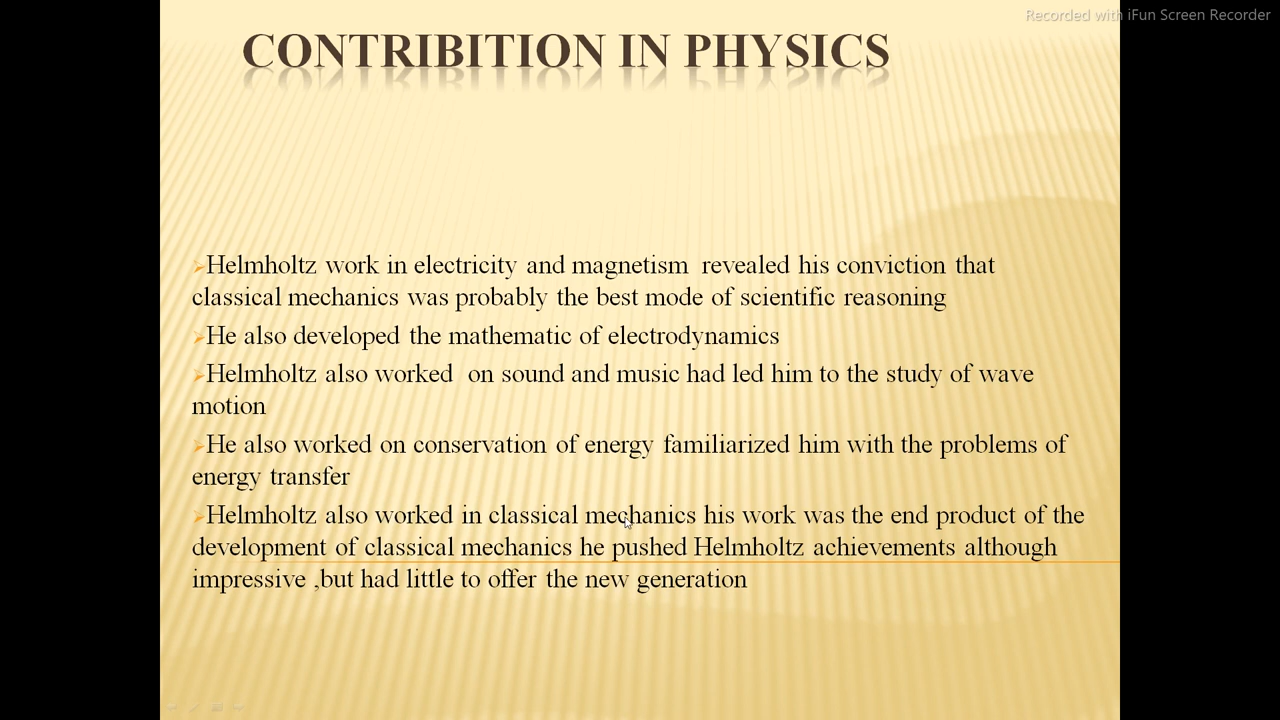 Recorded with iFun Screen Recorder
CONTRIBITION IN PHYSICS
➢Helmholtz work in electricity and magnetism  revealed his conviction that
classical mechanics was probably the best mode of scientific reasoning
➢He also developed the mathematic of electrodynamics
➢Helmholtz also worked  on sound and music had led him to the study of wave
motion
➢He also worked on conservation of energy familiarized him with the problems of
energy transfer
➢Helmholtz also worked in classical mechanics his work was the end product of the
development of classical mechanics he pushed Helmholtz achievements although
impressive ,but had little to offer the new generation